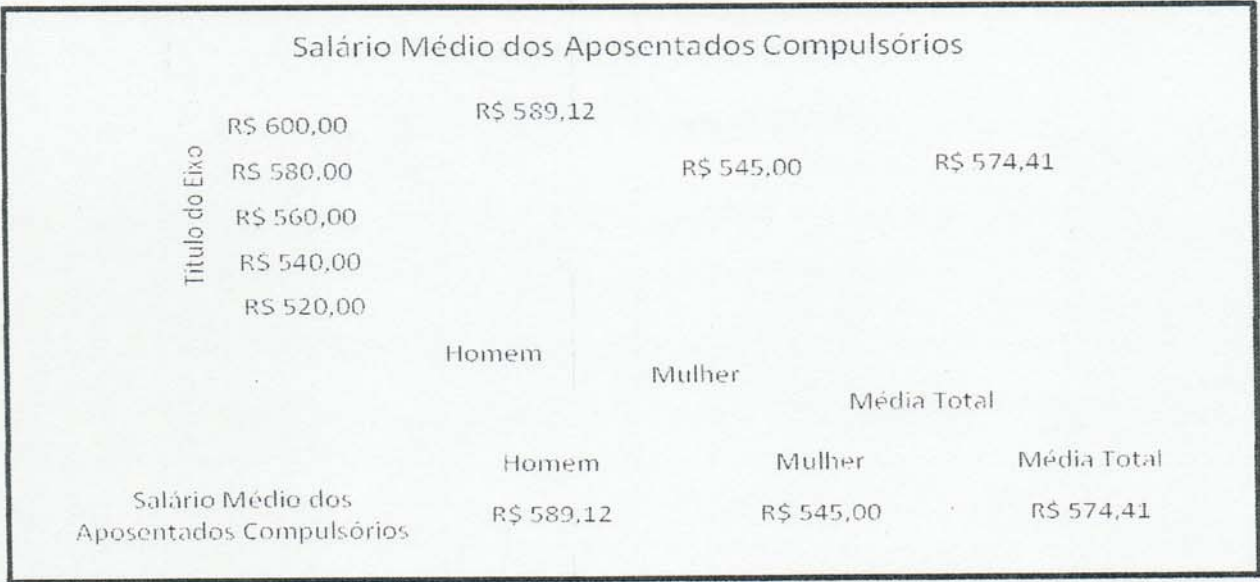 Salário Médio dos Aposentados Compulsórios
R$ 589,12
R$ 600,00
R$ 545,00
R$ 574,41
R$ 580,00
R$ 560,00
R$ 540,00
R$ 520,00
Título do Eixo
Homem
Mulher
Média Total
Homem Mulher Média Total
Salário Médio dos
Aposentados Compulsórios
R$ 589,12 R$ 545,00 R$ 574,41